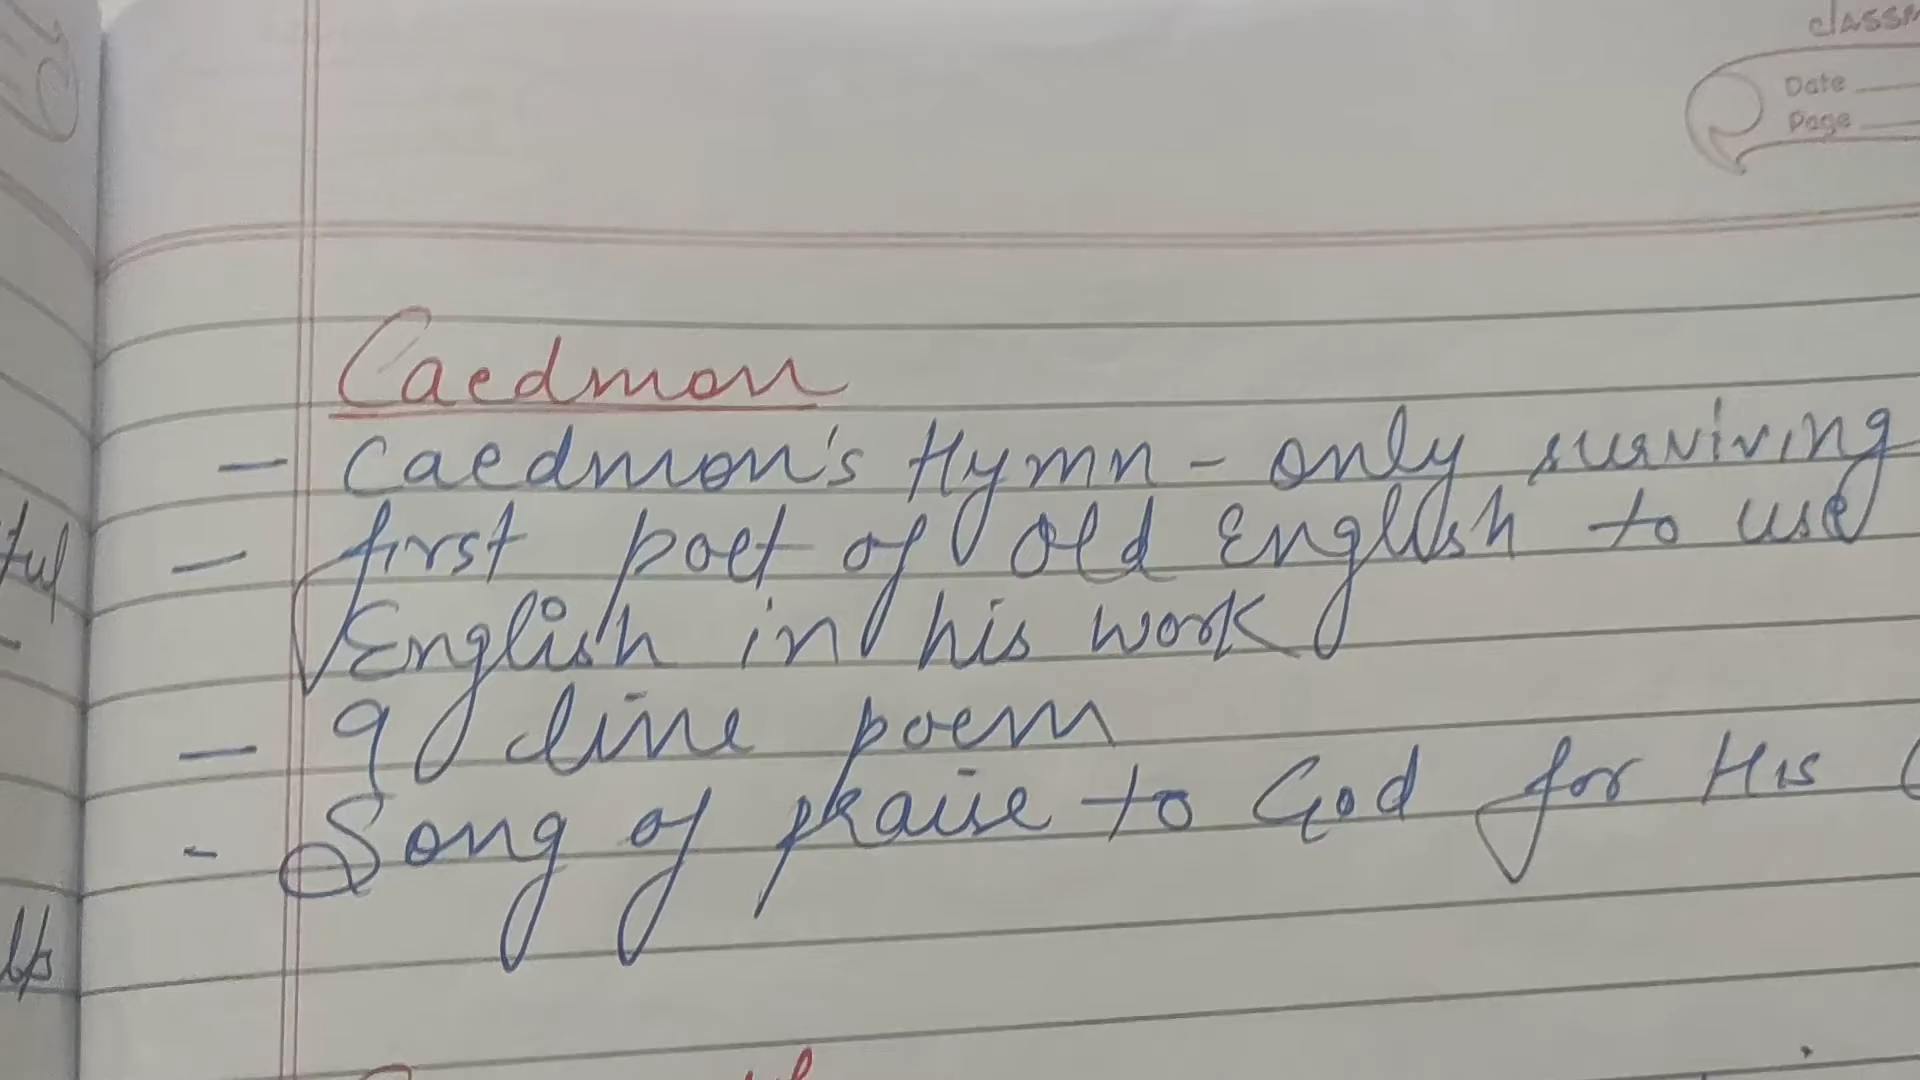 Date
Page
Caedmon
- Caedmon's Hymn - only surviving
- first poet of Old English to use
English in his work
- 9 line poem
- Song of praise to God for His